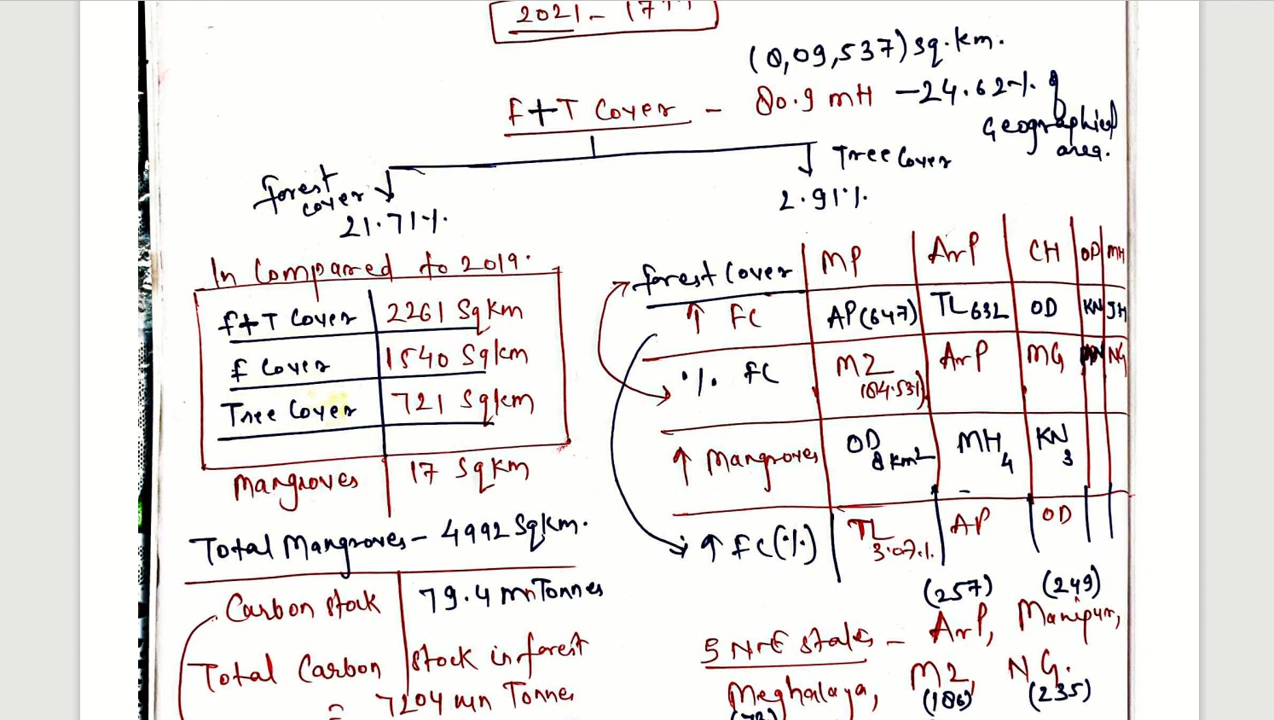 2021 - 17
(8,09,537) sq.km.
F+T Cover - 80.9 mH - 24.62% of
Geographical
area.
Forest
cover
21.71%.
Tree Cover
2.91%.
In Compared to 2019.
F+T Cover 2261 SqKm
F Cover 1540 Sqkm
Tree Cover 721 Sqkm
Mangroves 17 SqKm
Total Mangroves - 4992 Sqkm.
Carbon stock 79.4 mn Tonnes
Total Carbon stock in forest
= 7204 mn Tonnes
Forest Cover MP ArP CH OD MH
↑ FC AP(647) TL 632 OD KN JH
% FC MZ ArP MG NG
(84.53%)
↑ Mangroves OD MH KN
8 km2 4 3
↑ FC(%) TL AP OD
3.07%.
(257) (249)
5 N-E states - ArP, Manipur,
Meghalaya, MZ, NG.
(186) (235)